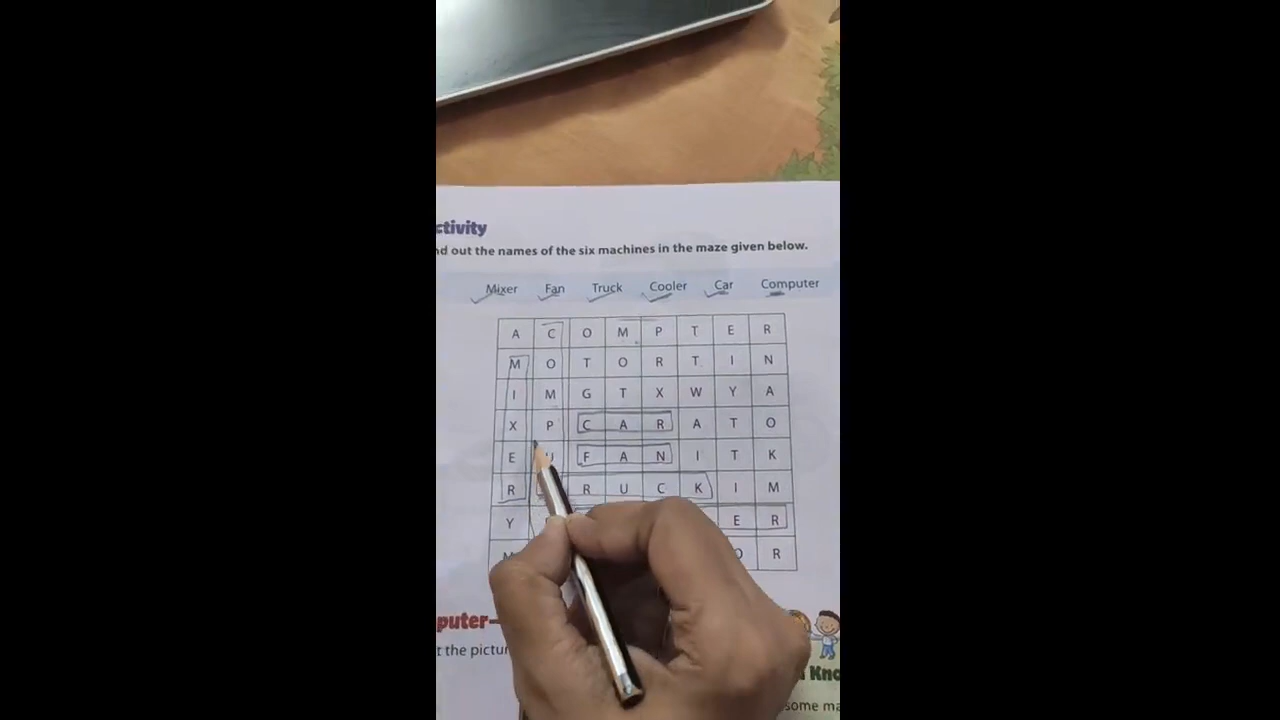 ctivity
nd out the names of the six machines in the maze given below.
Mixer Fan Truck Cooler Car Computer
A C O M P T E R
M O T O R T I N
I M G T X W Y A
X P C A R A T O
E U F A N I T K
R R U C K I M
Y E R
R
puter-
t the pictur
Kno
some ma